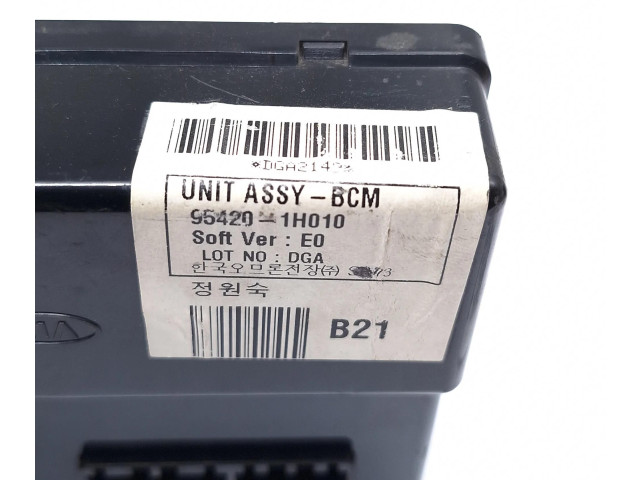 *DGA2149*
UNIT ASSY-BCM
95420-1H010
Soft Ver : E0
LOT NO : DGA
한국오므론전장(주)
정원숙
B21